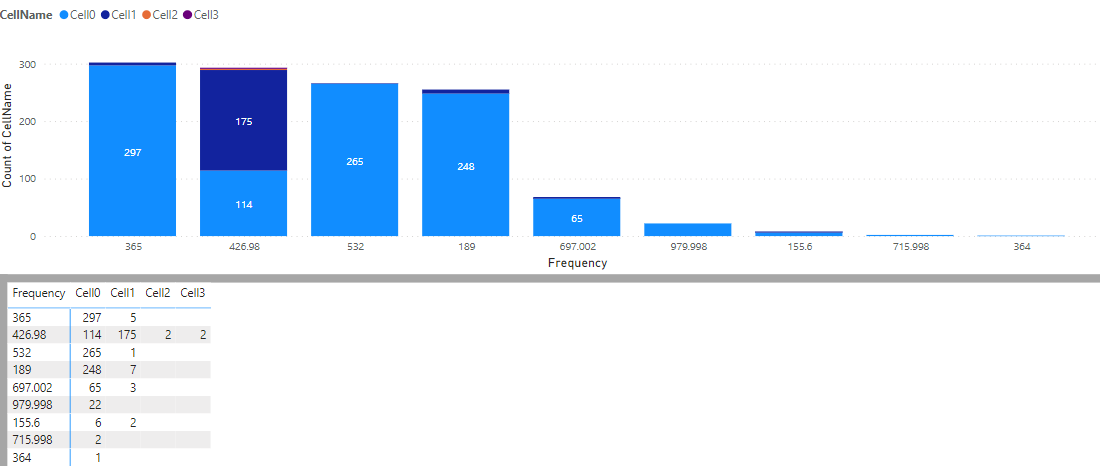 CellName Cell0 Cell1 Cell2 Cell3
Count of CellName
300
200
100
0
297
175
114
265
248
65
365 426.98 532 189 697.002 979.998 155.6 715.998 364
Frequency
Frequency Cell0 Cell1 Cell2 Cell3
365 297 5
426.98 114 175 2 2
532 265 1
189 248 7
697.002 65 3
979.998 22
155.6 6 2
715.998 2
364 1